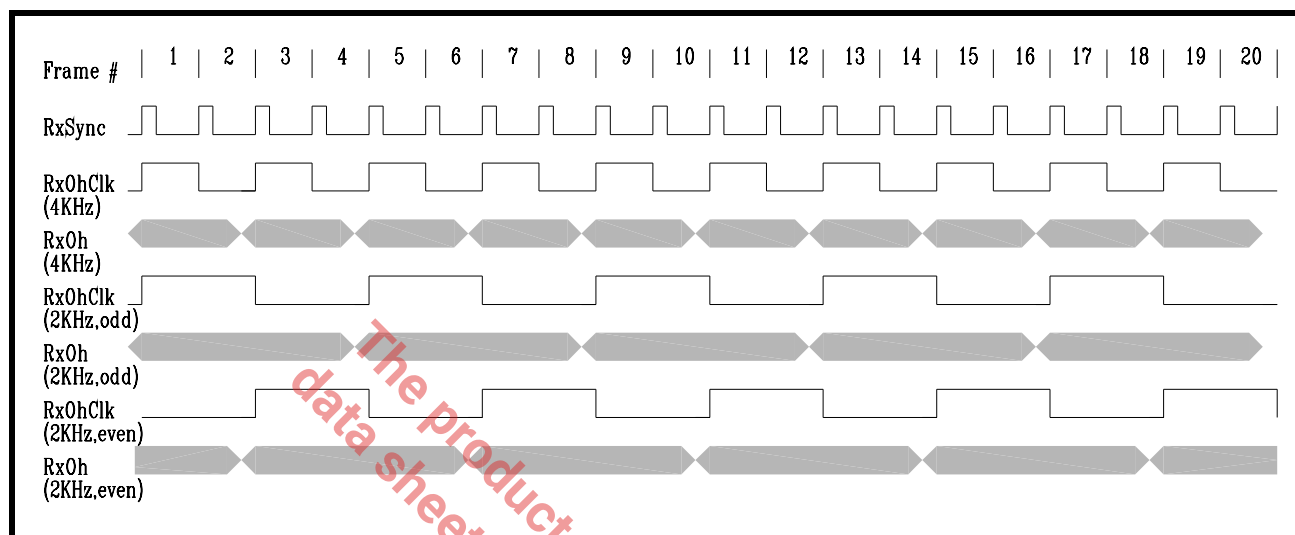 Frame # 1 2 3 4 5 6 7 8 9 10 11 12 13 14 15 16 17 18 19 20
RxSync
RxOhClk
(4KHz)
RxOh
(4KHz)
RxOhClk
(2KHz,odd)
RxOh
(2KHz,odd)
RxOhClk
(2KHz,even)
RxOh
(2KHz,even)
The product
data sheet